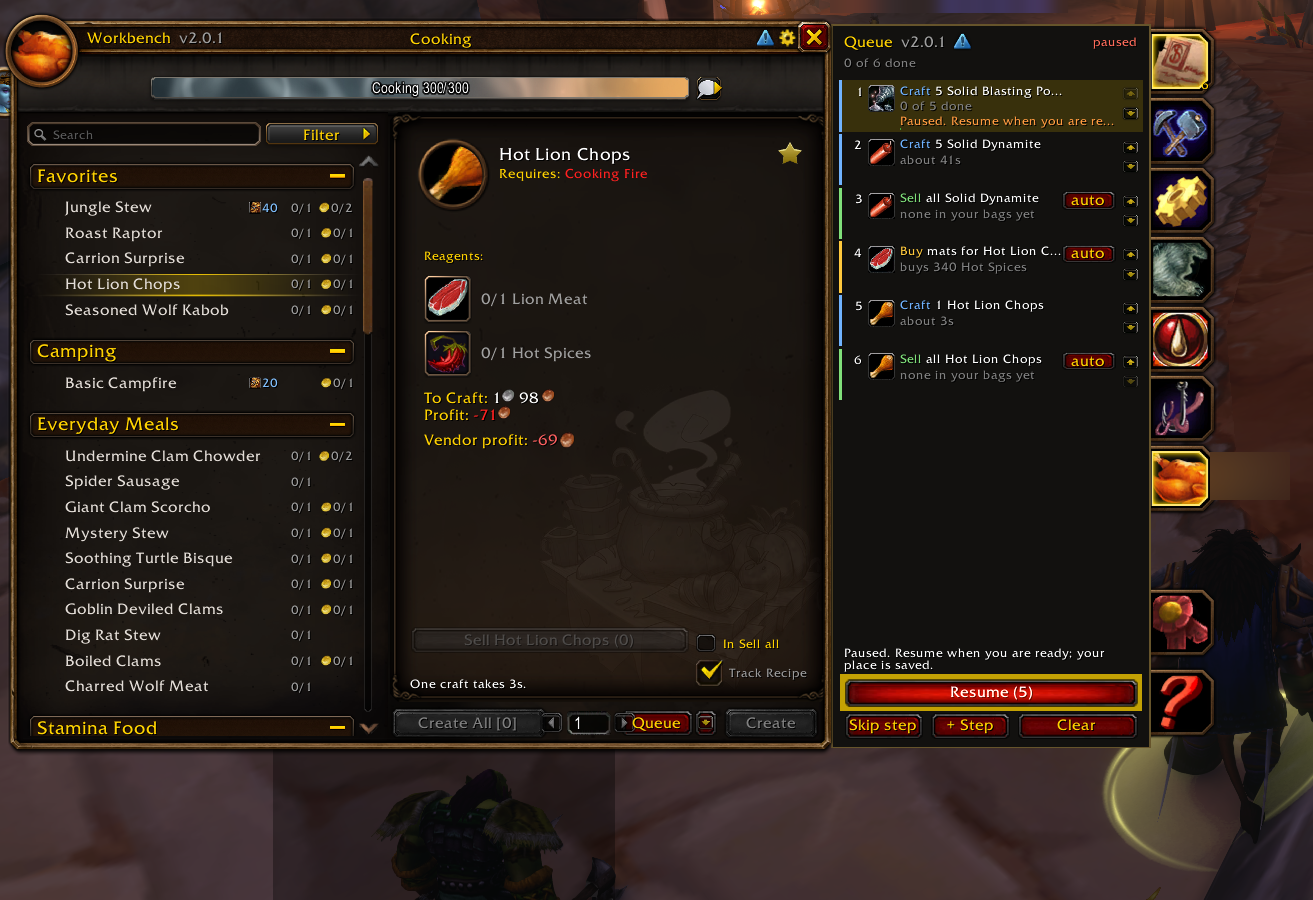 Workbench v2.0.1
Cooking
Cooking 300/300
Search
Filter
Favorites
Jungle Stew 40 0/1 0/2
Roast Raptor 0/1 0/1
Carrion Surprise 0/1 0/1
Hot Lion Chops 0/1 0/1
Seasoned Wolf Kabob 0/1 0/1
Camping
Basic Campfire 20 0/1
Everyday Meals
Undermine Clam Chowder 0/1 0/2
Spider Sausage 0/1
Giant Clam Scorcho 0/1 0/1
Mystery Stew 0/1 0/1
Soothing Turtle Bisque 0/1 0/1
Carrion Surprise 0/1 0/1
Goblin Deviled Clams 0/1 0/1
Dig Rat Stew 0/1
Boiled Clams 0/1 0/1
Charred Wolf Meat 0/1
Stamina Food
Hot Lion Chops
Requires: Cooking Fire
Reagents:
0/1 Lion Meat
0/1 Hot Spices
To Craft: 1 98
Profit: -71
Vendor profit: -69
Sell Hot Lion Chops (0)
In Sell all
Track Recipe
One craft takes 3s.
Create All [0]
1
Queue
Create
Queue v2.0.1
paused
0 of 6 done
1 Craft 5 Solid Blasting Po...
0 of 5 done
Paused. Resume when you are re...
2 Craft 5 Solid Dynamite
about 41s
3 Sell all Solid Dynamite auto
none in your bags yet
4 Buy mats for Hot Lion C... auto
buys 340 Hot Spices
5 Craft 1 Hot Lion Chops
about 3s
6 Sell all Hot Lion Chops auto
none in your bags yet
Paused. Resume when you are ready; your
place is saved.
Resume (5)
Skip step
+ Step
Clear